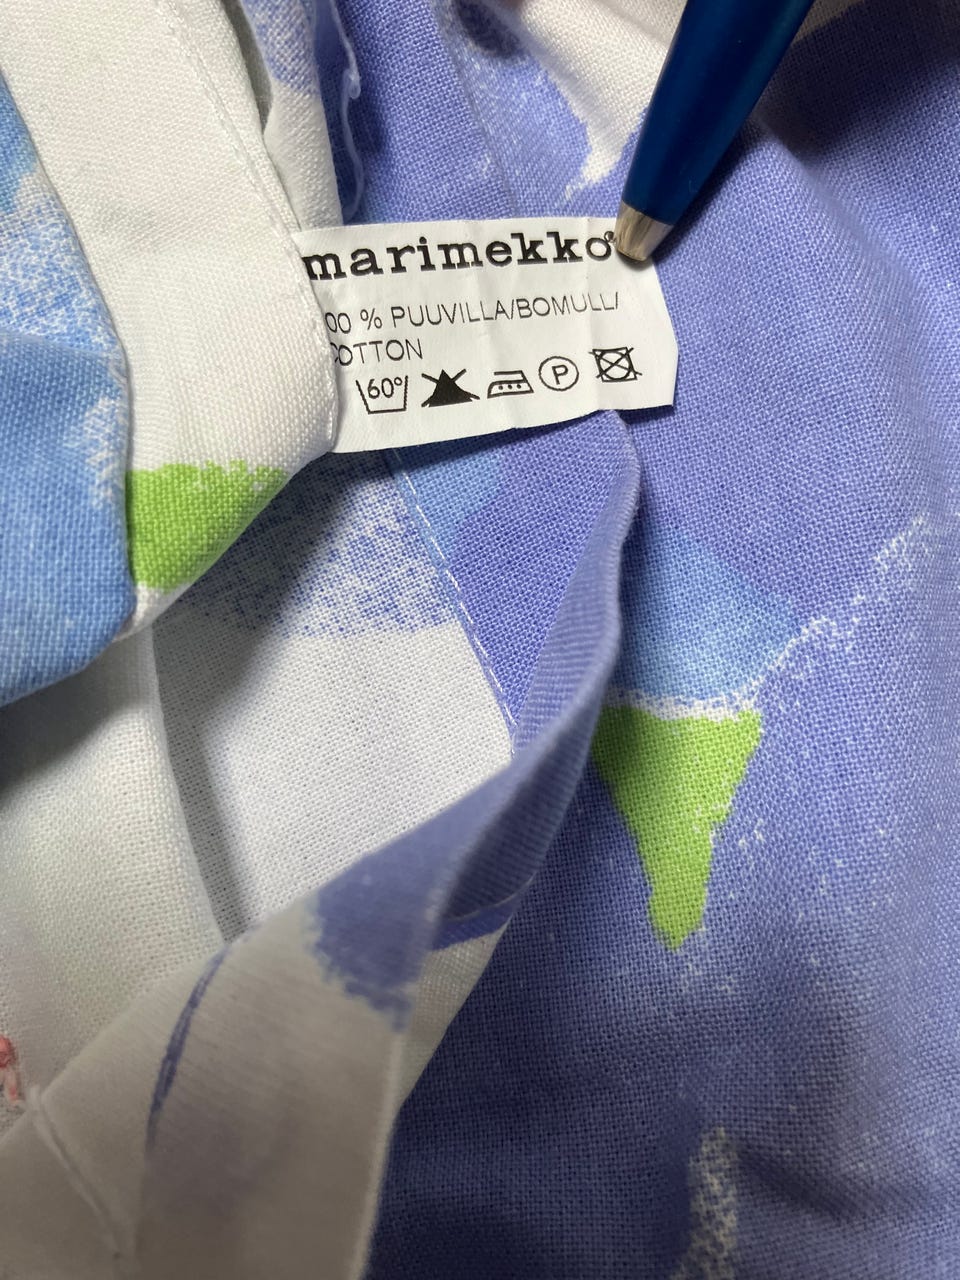 marimekko®
00 % PUUVILLA/BOMULL/
COTTON
60° P